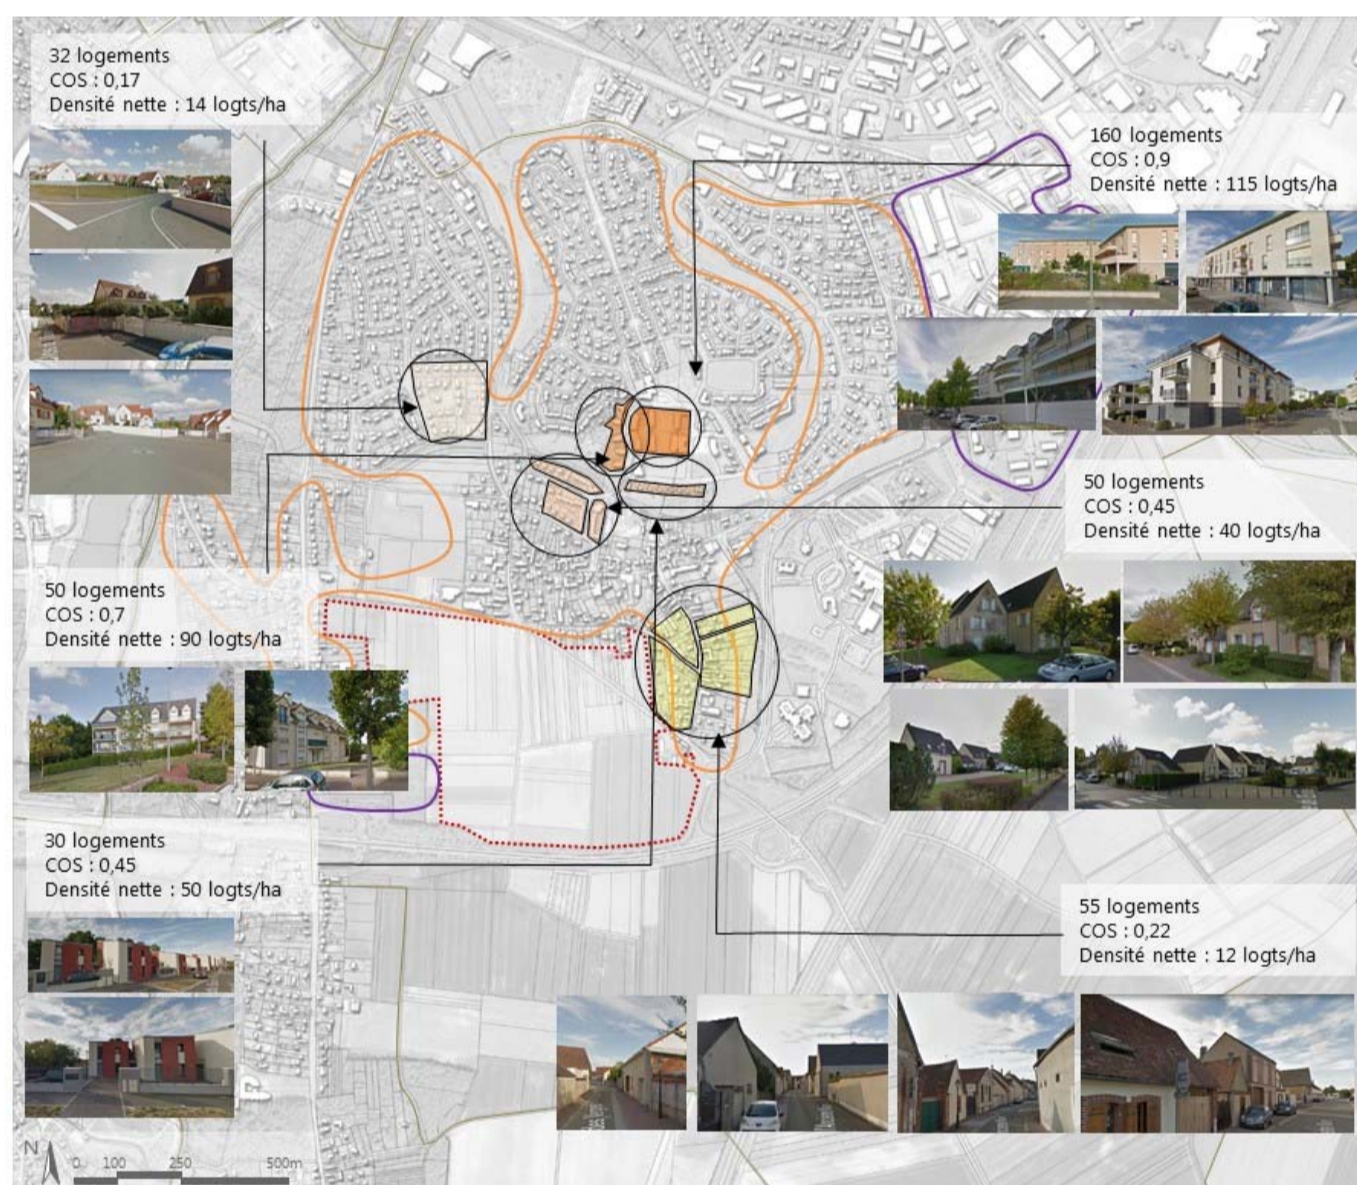 32 logements
COS : 0,17
Densité nette : 14 logts/ha
160 logements
COS : 0,9
Densité nette : 115 logts/ha
50 logements
COS : 0,45
Densité nette : 40 logts/ha
50 logements
COS : 0,7
Densité nette : 90 logts/ha
30 logements
COS : 0,45
Densité nette : 50 logts/ha
55 logements
COS : 0,22
Densité nette : 12 logts/ha
N
0 100 250 500m